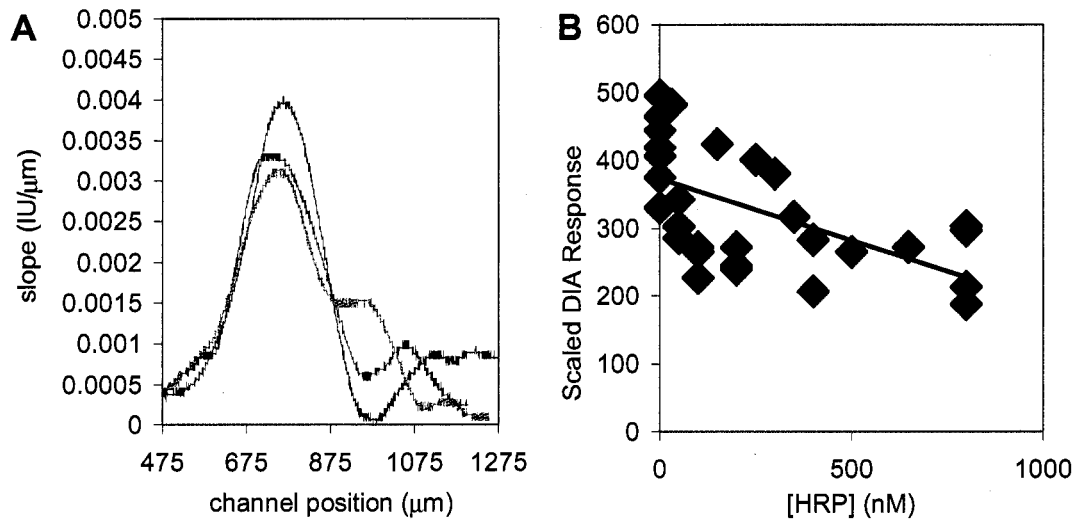 A
0.005
0.0045
0.004
0.0035
0.003
0.0025
0.002
0.0015
0.001
0.0005
0
slope (IU/μm)
475 675 875 1075 1275
channel position (μm)
B
600
500
400
300
200
100
0
Scaled DIA Response
0 500 1000
[HRP] (nM)